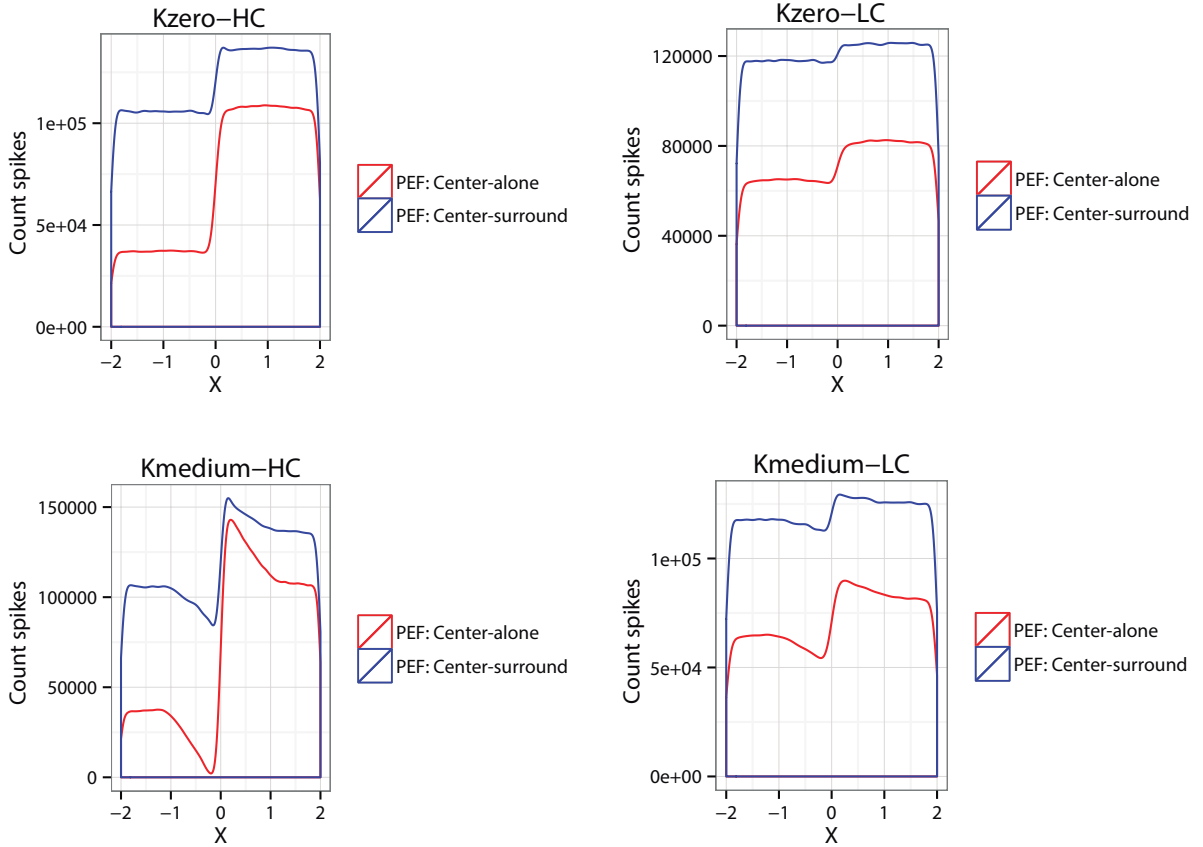 Kzero−HC
Count spikes
1e+05
5e+04
0e+00
−2 −1 0 1 2
X
PEF: Center-alone
PEF: Center-surround
Kzero−LC
Count spikes
120000
80000
40000
0
−2 −1 0 1 2
X
PEF: Center-alone
PEF: Center-surround
Kmedium−HC
Count spikes
150000
100000
50000
0
−2 −1 0 1 2
X
PEF: Center-alone
PEF: Center-surround
Kmedium−LC
Count spikes
1e+05
5e+04
0e+00
−2 −1 0 1 2
X
PEF: Center-alone
PEF: Center-surround